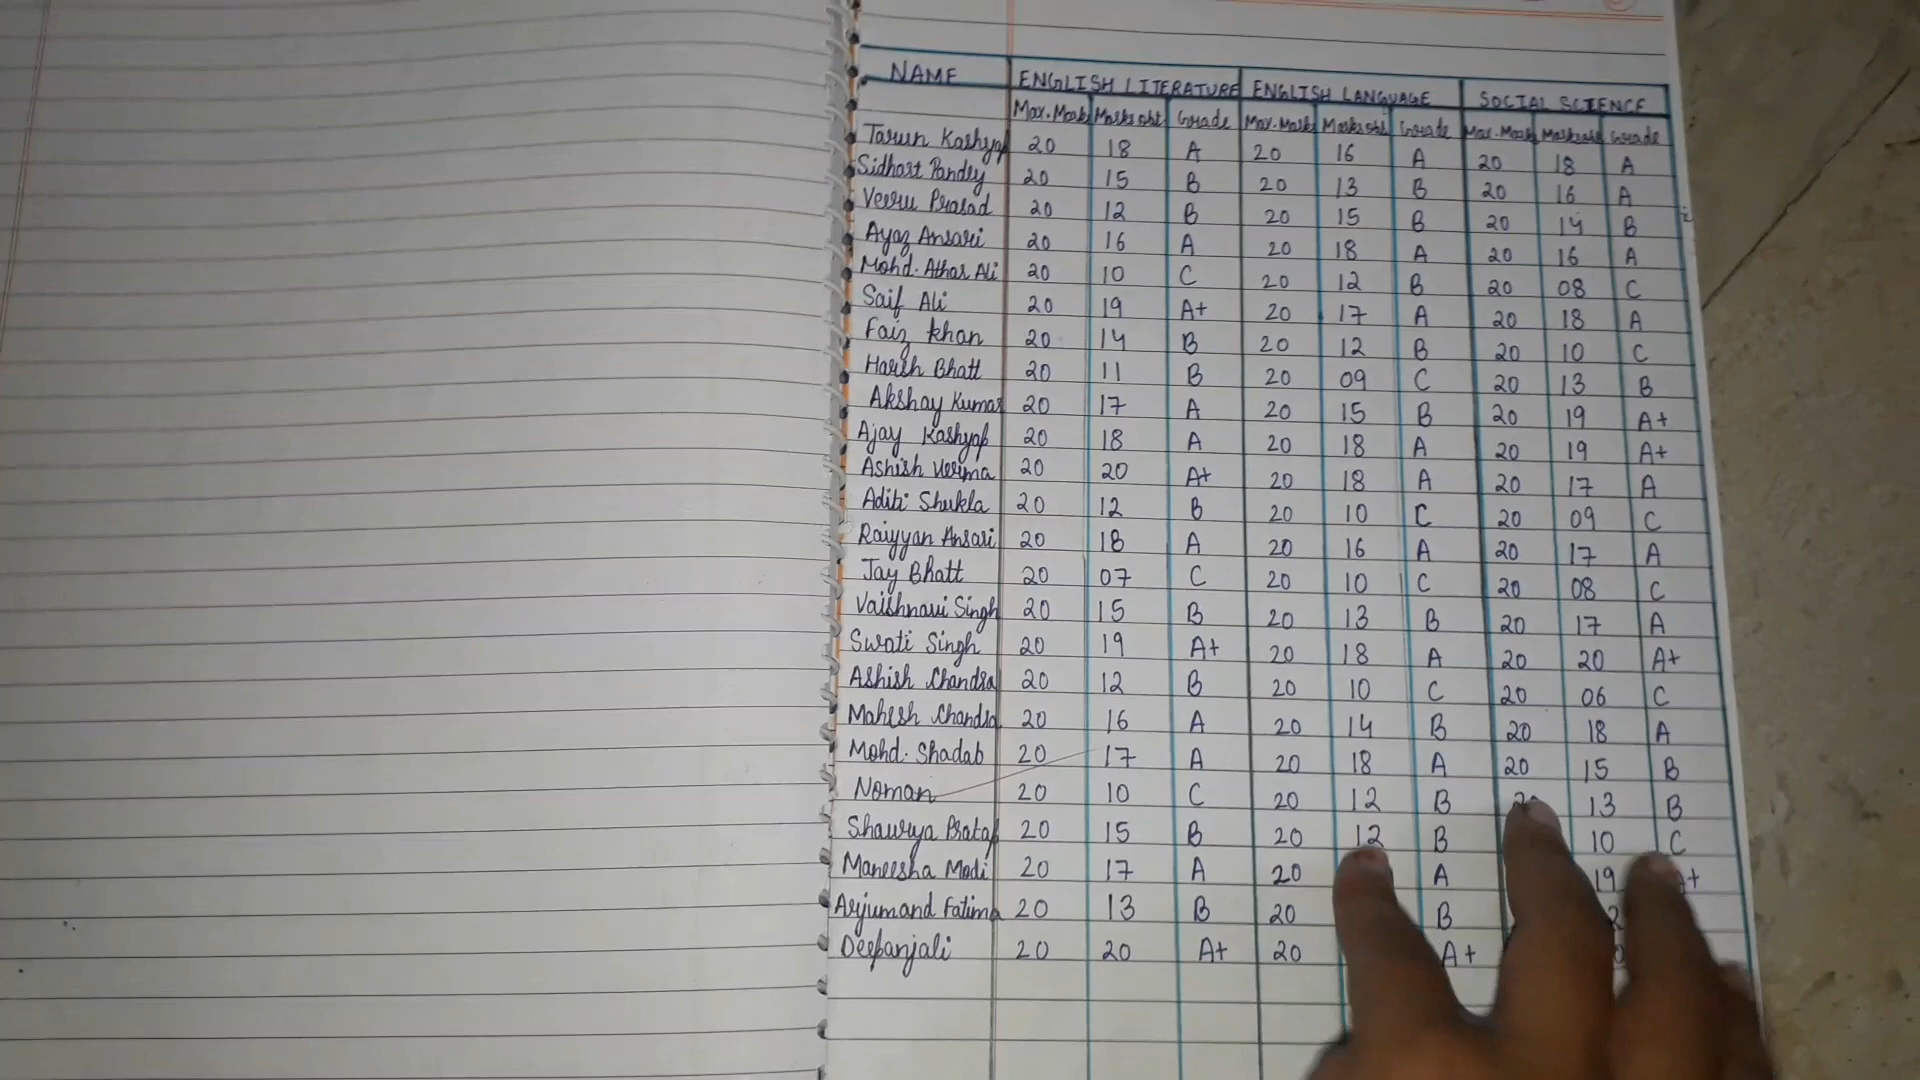 NAME ENGLISH LITERATURE ENGLISH LANGUAGE SOCIAL SCIENCE
Max. Marks Marks obt. Grade Max. Marks Marks obt. Grade Max. Marks Marks obt. Grade
Tarun Kashyap 20 18 A 20 16 A 20 18 A
Sidhart Pandey 20 15 B 20 13 B 20 16 A
Veeru Prasad 20 12 B 20 15 B 20 14 B
Ayaz Ansari 20 16 A 20 18 A 20 16 A
Mohd. Athar Ali 20 10 C 20 12 B 20 08 C
Saif Ali 20 19 A+ 20 17 A 20 18 A
Faiz Khan 20 14 B 20 12 B 20 10 C
Harish Bhatt 20 11 B 20 09 C 20 13 B
Akshay Kumar 20 17 A 20 15 B 20 19 A+
Ajay Kashyap 20 18 A 20 18 A 20 19 A+
Ashish Verma 20 20 A+ 20 18 A 20 17 A
Aditi Shukla 20 12 B 20 10 C 20 09 C
Raiyyan Ansari 20 18 A 20 16 A 20 17 A
Jay Bhatt 20 07 C 20 10 C 20 08 C
Vaishnavi Singh 20 15 B 20 13 B 20 17 A
Swati Singh 20 19 A+ 20 18 A 20 20 A+
Ashish Chandra 20 12 B 20 10 C 20 06 C
Mahesh Chandra 20 16 A 20 14 B 20 18 A
Mohd. Shadab 20 17 A 20 18 A 20 15 B
Noman 20 10 C 20 12 B 20 13 B
Shaurya Pratap 20 15 B 20 12 B 10 C
Maneesha Modi 20 17 A 20 A 19 A+
Arjumand Fatima 20 13 B 20 B
Deepanjali 20 20 A+ 20 A+